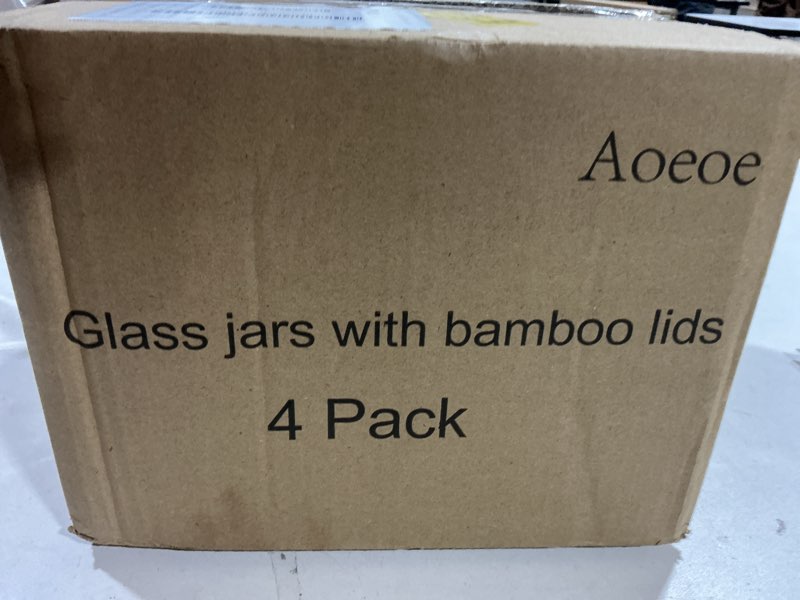 Aoeoe
Glass jars with bamboo lids
4 Pack